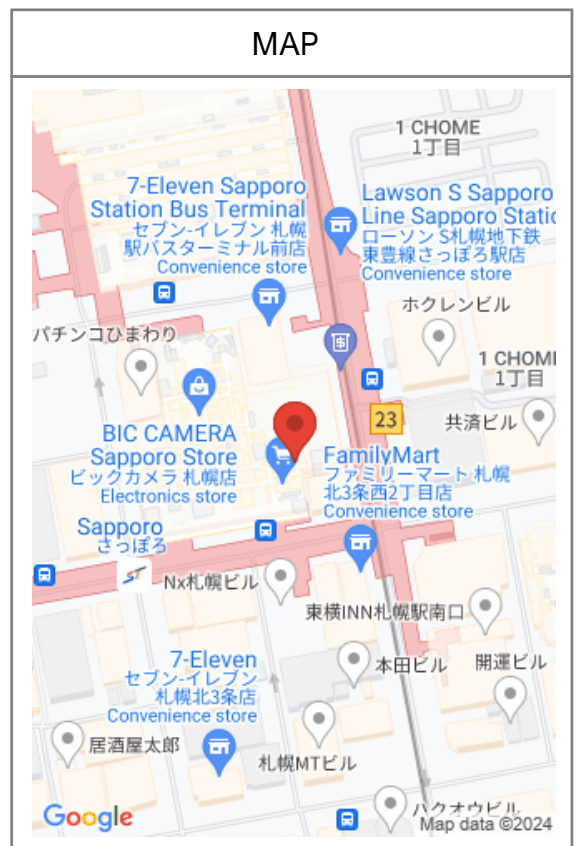 MAP
1 CHOME
1丁目
7-Eleven Sapporo
Station Bus Terminal
セブン-イレブン 札幌
駅バスターミナル前店
Convenience store
Lawson S Sapporo
Line Sapporo Static
ローソン S札幌地下鉄
東豊線さっぽろ駅店
Convenience store
ホクレンビル
パチンコひまわり
1 CHOME
1丁目
23
共済ビル
BIC CAMERA
Sapporo Store
ビックカメラ 札幌店
Electronics store
FamilyMart
ファミリーマート 札幌
北3条西2丁目店
Convenience store
Sapporo
さっぽろ
ST
Nx札幌ビル
東横INN札幌駅南口
7-Eleven
セブン-イレブン
札幌北3条店
Convenience store
本田ビル
開運ビル
居酒屋太郎
札幌MTビル
ハクオウビル
Google
Map data ©2024